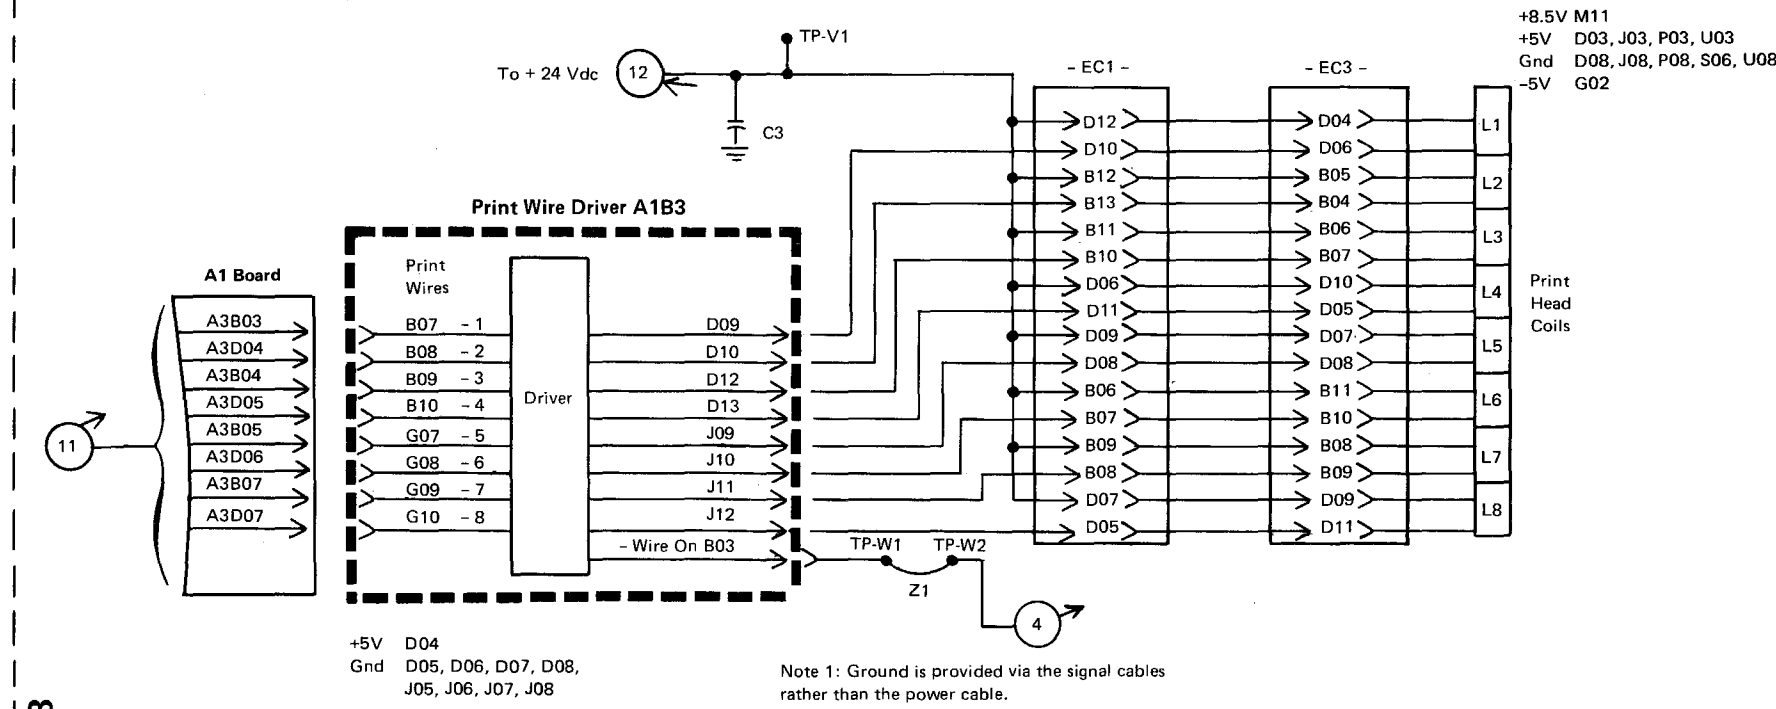 +8.5V M11
+5V D03, J03, P03, U03
Gnd D08, J08, P08, S06, U08
-5V G02
TP-V1
To + 24 Vdc 12
C3
- EC1 -
- EC3 -
D12 D04 L1
D10 D06
B12 B05 L2
B13 B04
B11 B06 L3
B10 B07
D06 D10 L4
D11 D05
D09 D07 L5
D08 D08
B06 B11 L6
B07 B10
B09 B08 L7
B08 B09
D07 D09 L8
D05 D11
Print
Head
Coils
Print Wire Driver A1B3
A1 Board
Print
Wires
A3B03
A3D04
A3B04
A3D05
A3B05
A3D06
A3B07
A3D07
11
B07 - 1
B08 - 2
B09 - 3
B10 - 4
G07 - 5
G08 - 6
G09 - 7
G10 - 8
Driver
D09
D10
D12
D13
J09
J10
J11
J12
- Wire On B03
TP-W1 TP-W2
Z1
4
+5V D04
Gnd D05, D06, D07, D08,
J05, J06, J07, J08
Note 1: Ground is provided via the signal cables
rather than the power cable.